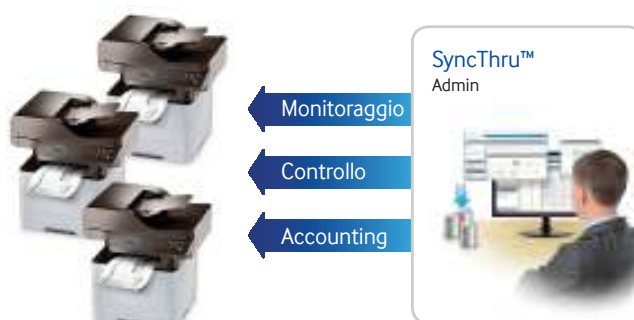 SyncThru™
Admin
Monitoraggio
Controllo
Accounting